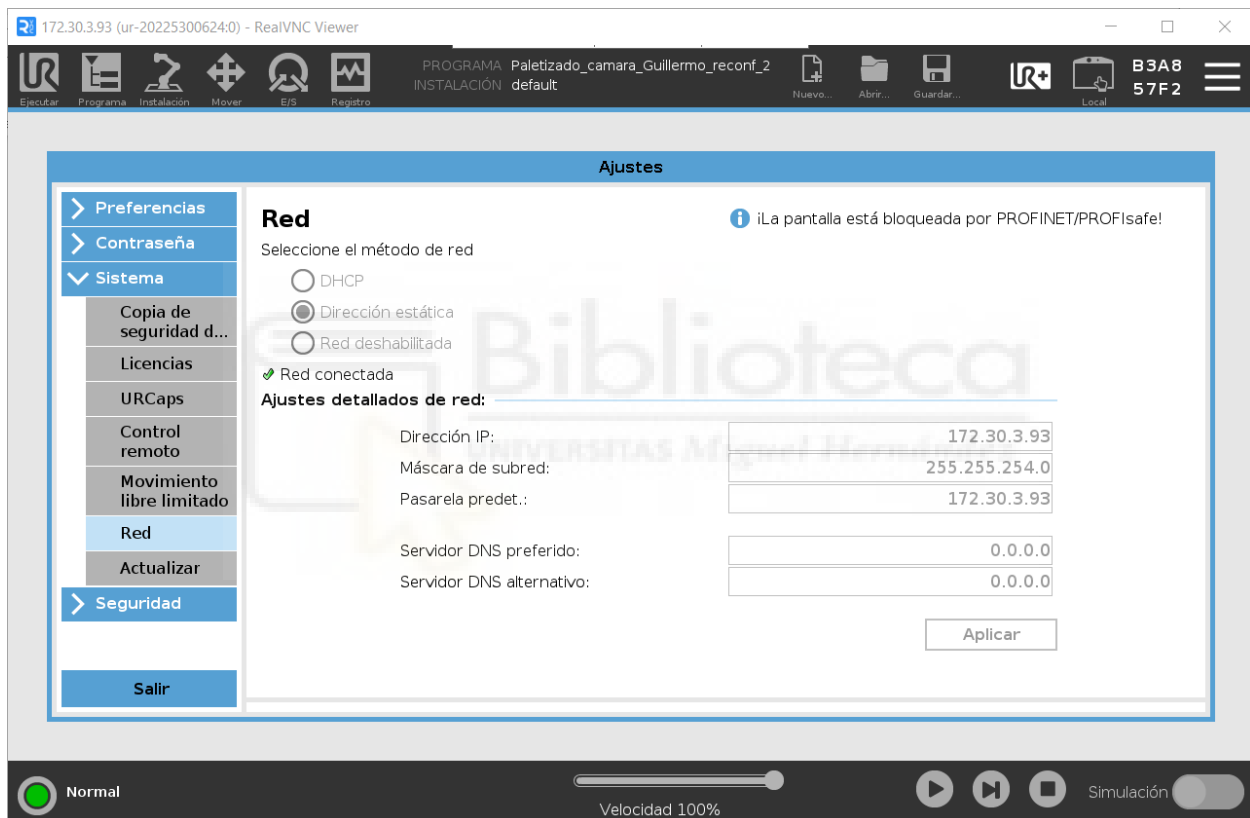 172.30.3.93 (ur-20225300624:0) - RealVNC Viewer
PROGRAMA Paletizado_camara_Guillermo_reconf_2
INSTALACIÓN default
Ejecutar Programa Instalación Mover E/S Registro
Nuevo... Abrir... Guardar...
UR+
Local
B3A8
57F2
Ajustes
Preferencias
Contraseña
Sistema
Copia de
seguridad d...
Licencias
URCaps
Control
remoto
Movimiento
libre limitado
Red
Actualizar
Seguridad
Salir
Red
¡La pantalla está bloqueada por PROFINET/PROFIsafe!
Seleccione el método de red
DHCP
Dirección estática
Red deshabilitada
Red conectada
Ajustes detallados de red:
Dirección IP: 172.30.3.93
Máscara de subred: 255.255.254.0
Pasarela predet.: 172.30.3.93
Servidor DNS preferido: 0.0.0.0
Servidor DNS alternativo: 0.0.0.0
Aplicar
Biblioteca
UNIVERSITAS Miguel Hernández
Normal
Velocidad 100%
Simulación